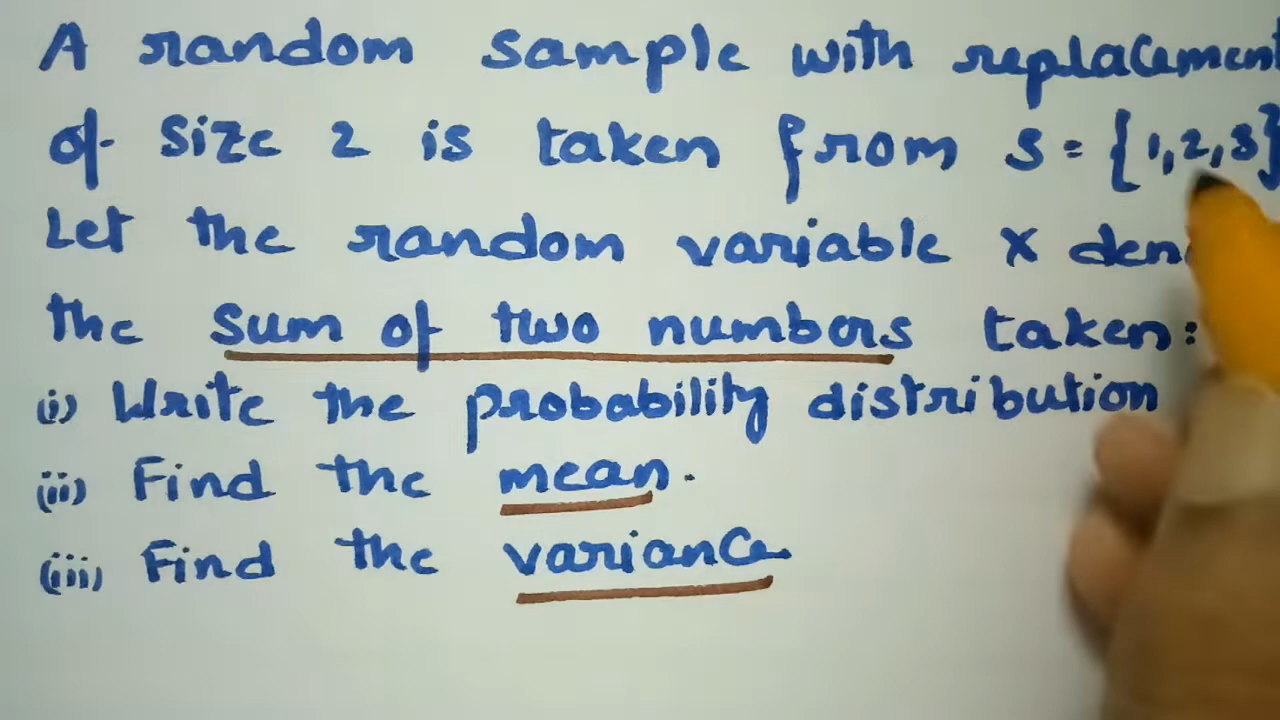 A random sample with replacement
of size 2 is taken from S = {1,2,3}
Let the random variable X
the sum of two numbers taken:
(i) Write the probability distribution
(ii) Find the mean.
(iii) Find the variance